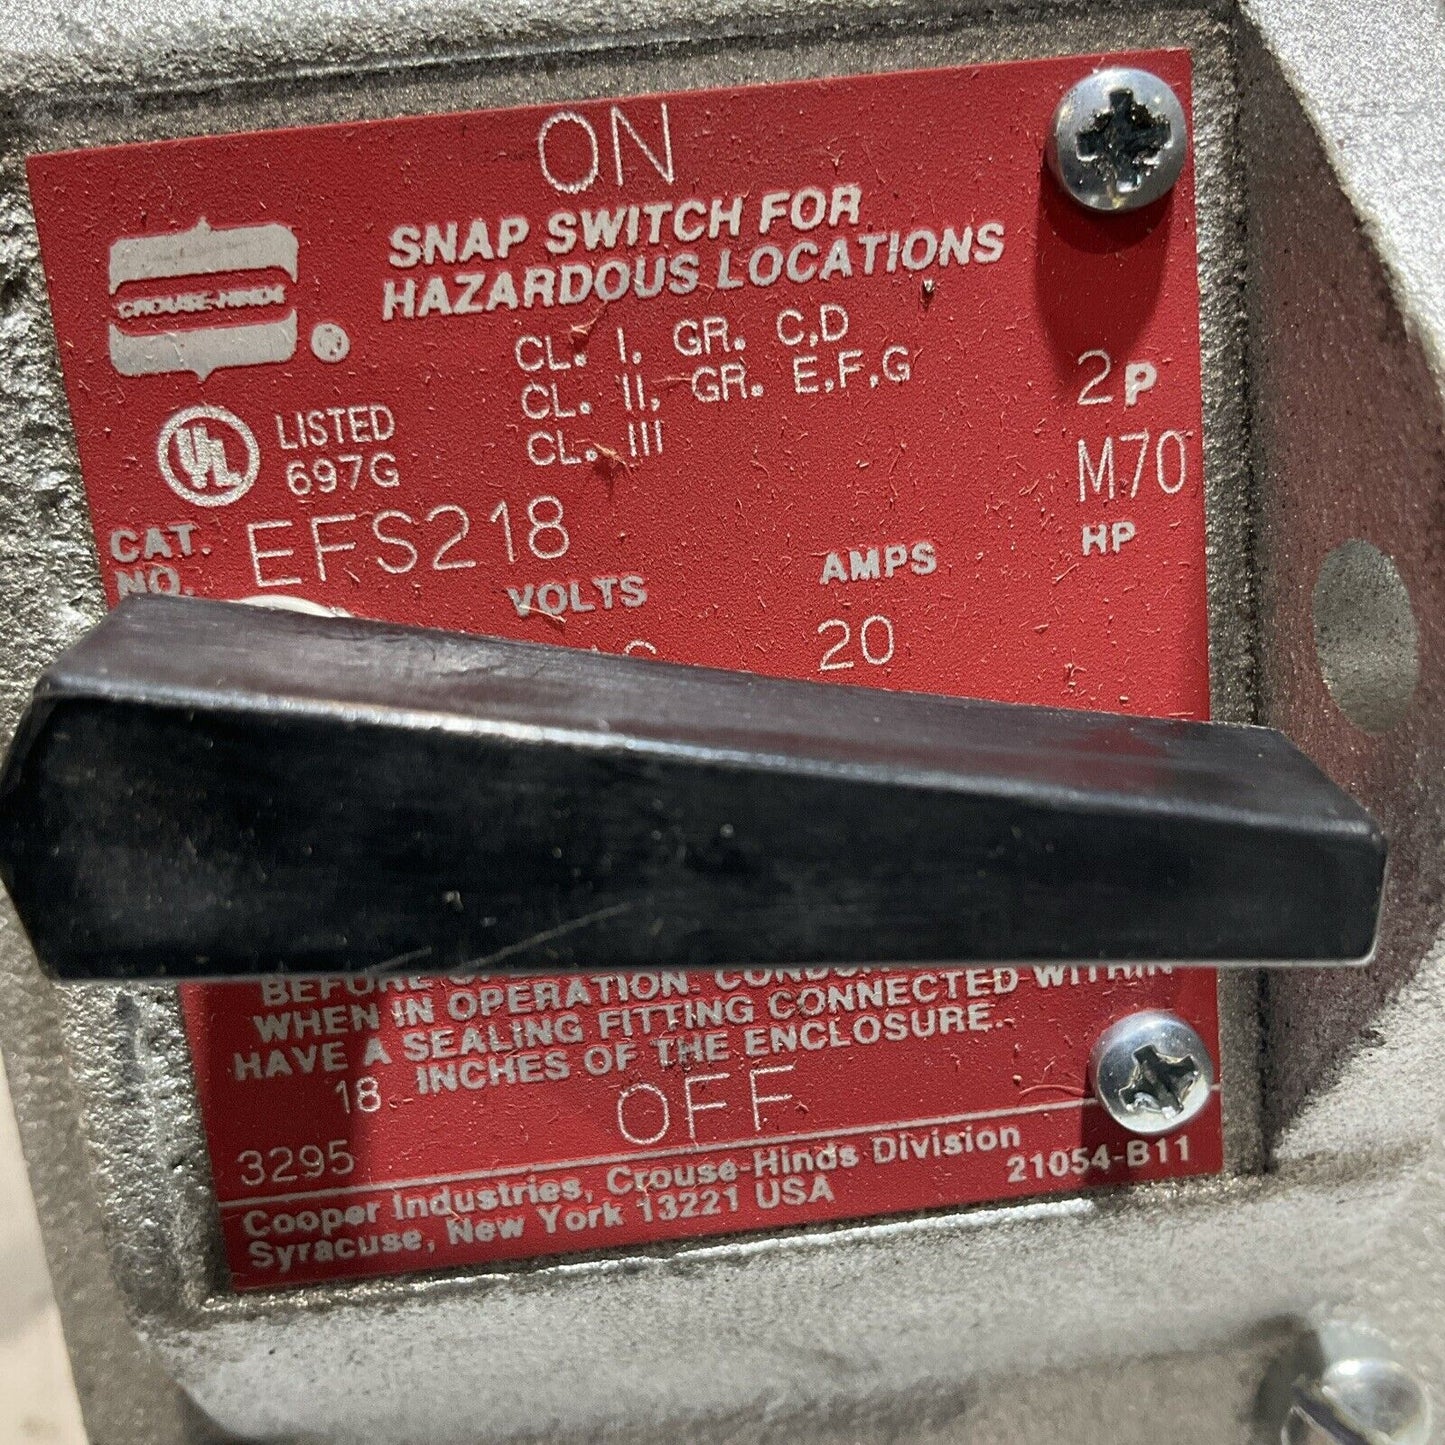 ON
SNAP SWITCH FOR
HAZARDOUS LOCATIONS
CROUSE-HINDS
®
CL. I, GR. C,D
CL. II, GR. E,F,G
CL. III
2P
M70
LISTED
697G
UL
CAT.
NO. EFS218
VOLTS AMPS HP
20
BEFORE
WHEN IN OPERATION.
HAVE A SEALING FITTING CONNECTED WITHIN
18 INCHES OF THE ENCLOSURE.
OFF
3295
Cooper Industries, Crouse-Hinds Division
Syracuse, New York 13221 USA
21054-B11